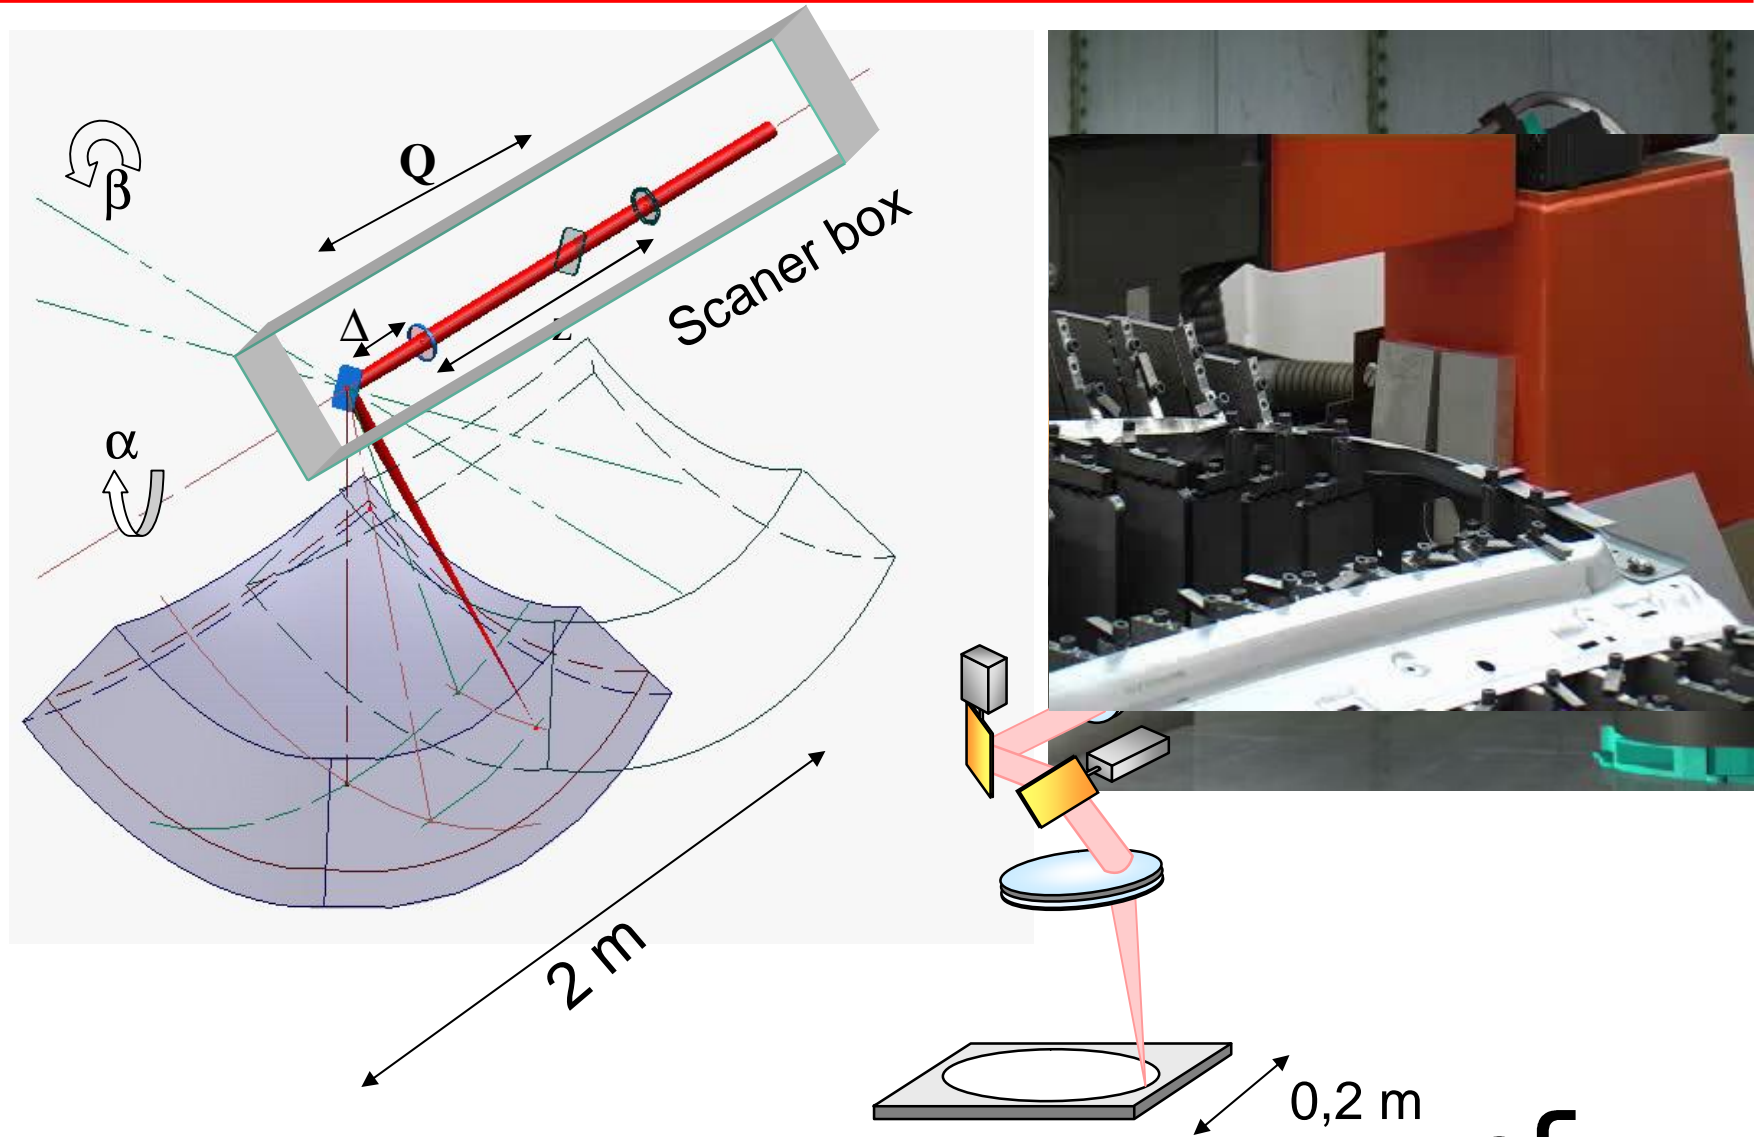 β
Q
Scaner box
Δ
z
α
2 m
0,2 m